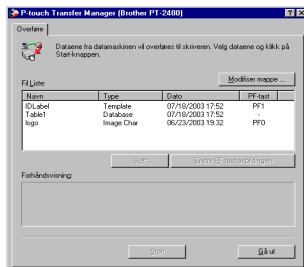 P-touch Transfer Manager (Brother PT-2480)
Overføre
Dataene fra datamaskinen vil overføres til skriveren. Velg dataene og klikk på
Start-knappen.
Modifiser mappe ...
Fil Liste:
Navn Type Dato PF-tast
IDLabel Template 07/18/2003 17:52 PF1
Table1 Database 07/18/2003 17:52 -
logo Image Char 06/23/2003 19:32 PF0
Slett Endre PF tast avbildningen
Forhåndsvisning:
Start Gå ut